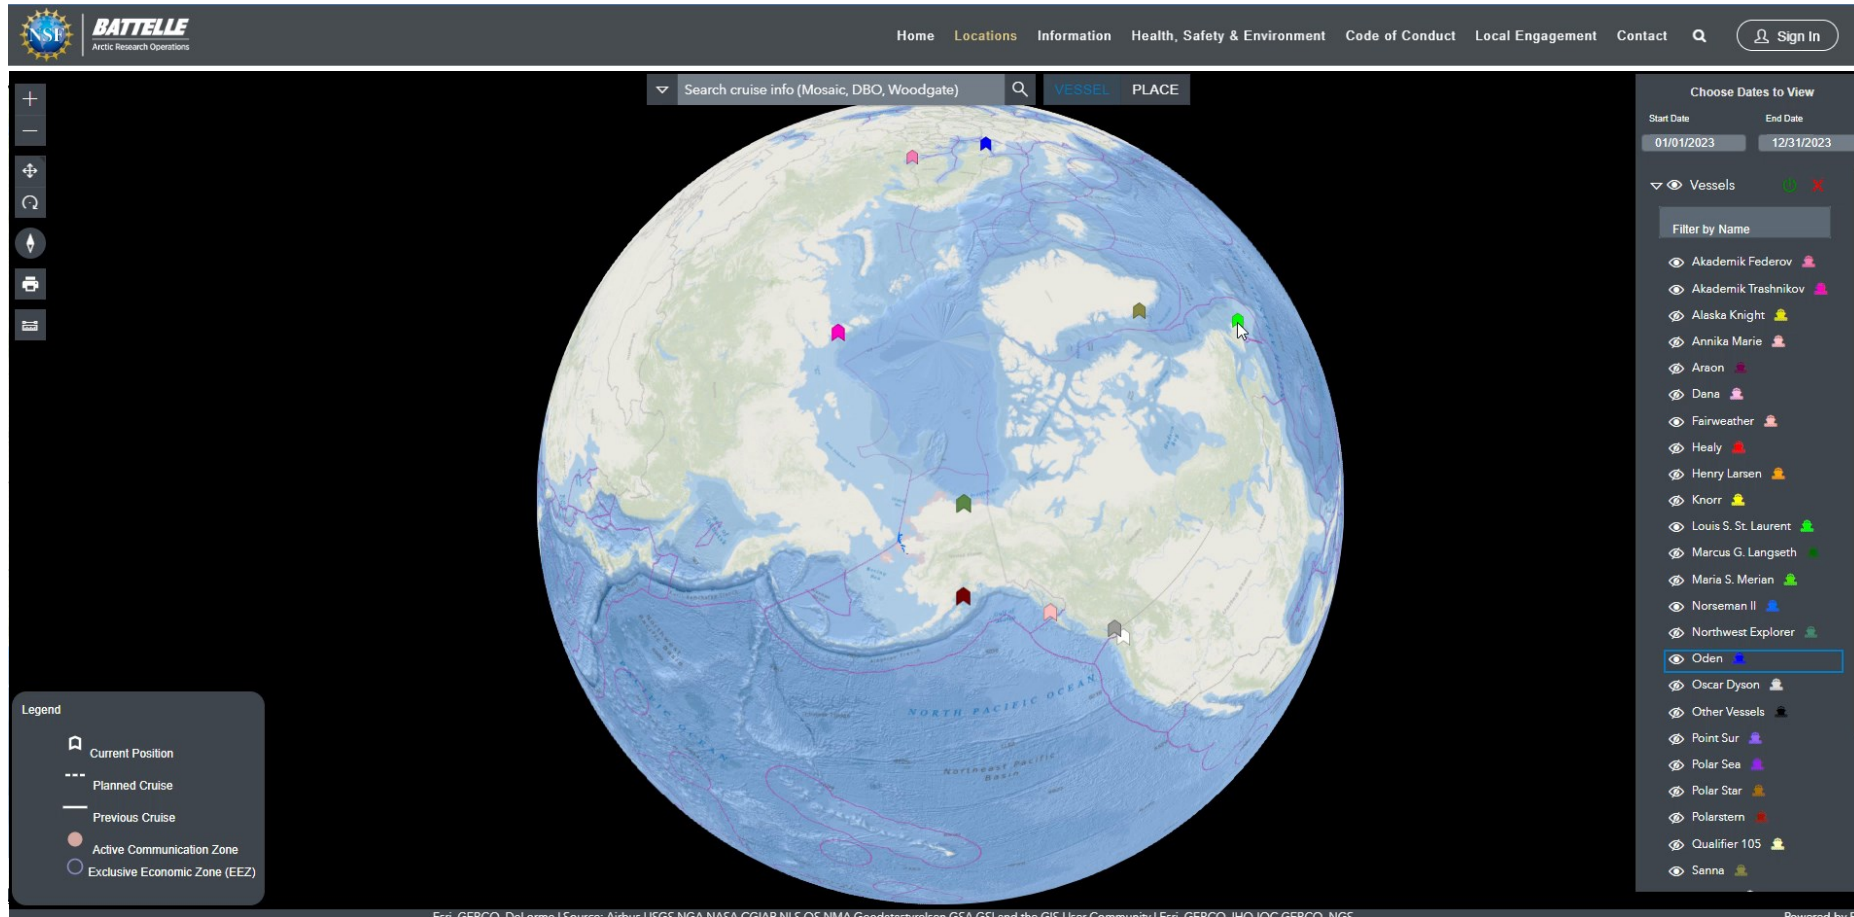 NSF
BATTELLE
Arctic Research Operations
Home Locations Information Health, Safety & Environment Code of Conduct Local Engagement Contact Sign In
Search cruise info (Mosaic, DBO, Woodgate) VESSEL PLACE
Choose Dates to View
Start Date End Date
01/01/2023 12/31/2023
Vessels
Filter by Name
Akademik Federov
Akademik Trashnikov
Alaska Knight
Annika Marie
Araon
Dana
Fairweather
Healy
Henry Larsen
Knorr
Louis S. St. Laurent
Marcus G. Langseth
Maria S. Merian
Norseman II
Northwest Explorer
Oden
Oscar Dyson
Other Vessels
Point Sur
Polar Sea
Polar Star
Polarstern
Qualifier 105
Sanna
NORTH PACIFIC OCEAN
Northeast Pacific
Basin
Legend
Current Position
Planned Cruise
Previous Cruise
Active Communication Zone
Exclusive Economic Zone (EEZ)